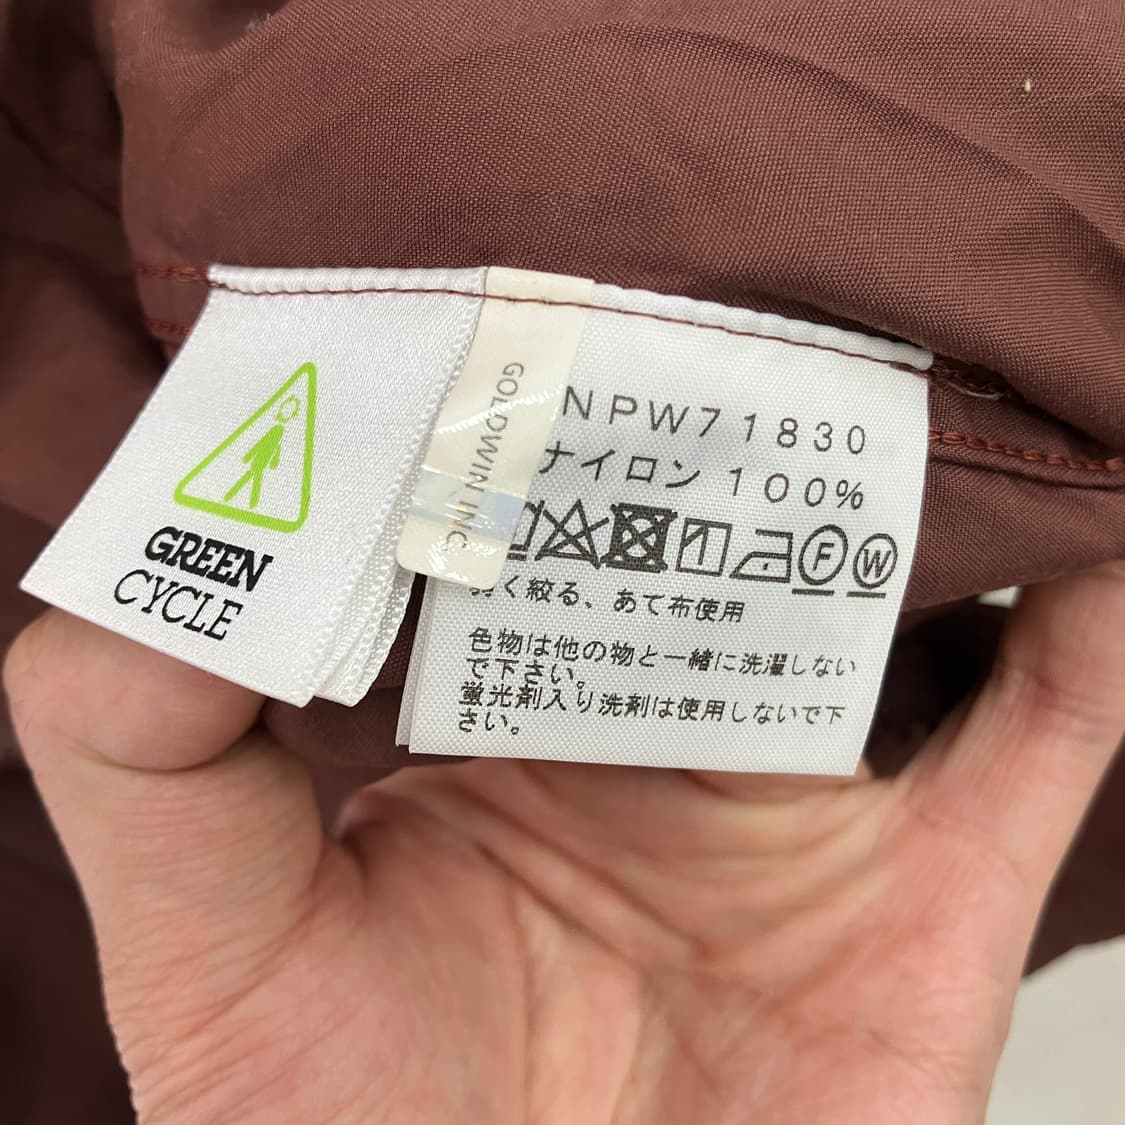 GREEN
CYCLE
GOLDWIN INC
NPW71830
ナイロン 100%
F W
く絞る、あて布使用
色物は他の物と一緒に洗濯しない
で下さい。
蛍光剤入り洗剤は使用しないで下
さい。